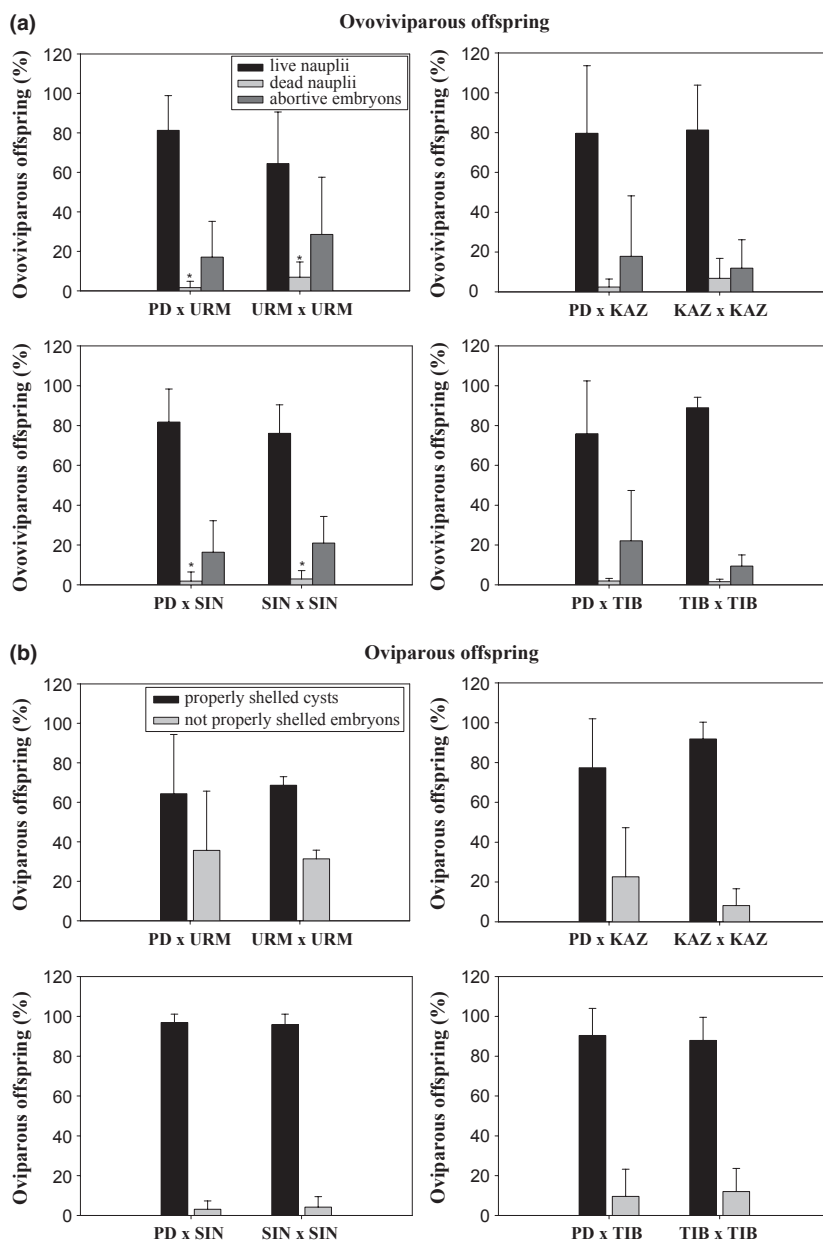 (a)
Ovoviviparous offspring
Ovoviviparous offspring (%)
120
100
80
60
40
20
0
live nauplii
dead nauplii
abortive embryons
*
*
PD x URM
URM x URM
Ovoviviparous offspring (%)
120
100
80
60
40
20
0
PD x KAZ
KAZ x KAZ
Ovoviviparous offspring (%)
120
100
80
60
40
20
0
*
*
PD x SIN
SIN x SIN
Ovoviviparous offspring (%)
120
100
80
60
40
20
0
PD x TIB
TIB x TIB
(b)
Oviparous offspring
Oviparous offspring (%)
120
100
80
60
40
20
0
properly shelled cysts
not properly shelled embryons
PD x URM
URM x URM
Oviparous offspring (%)
120
100
80
60
40
20
0
PD x KAZ
KAZ x KAZ
Oviparous offspring (%)
120
100
80
60
40
20
0
PD x SIN
SIN x SIN
Oviparous offspring (%)
120
100
80
60
40
20
0
PD x TIB
TIB x TIB